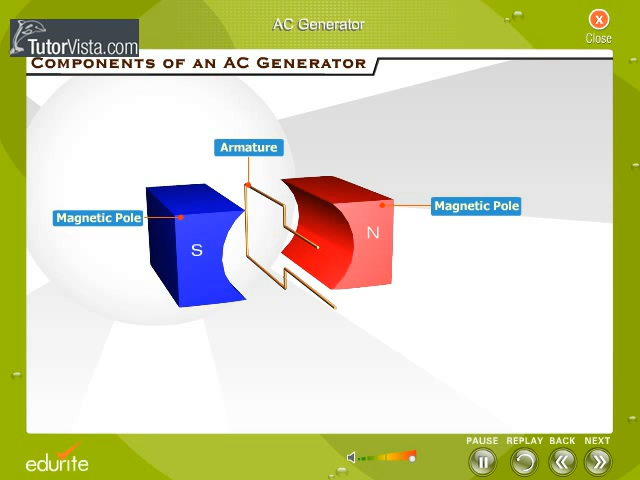 AC Generator
Close
TutorVista.com
COMPONENTS OF AN AC GENERATOR
Armature
Magnetic Pole
Magnetic Pole
S
N
PAUSE REPLAY BACK NEXT
edurite